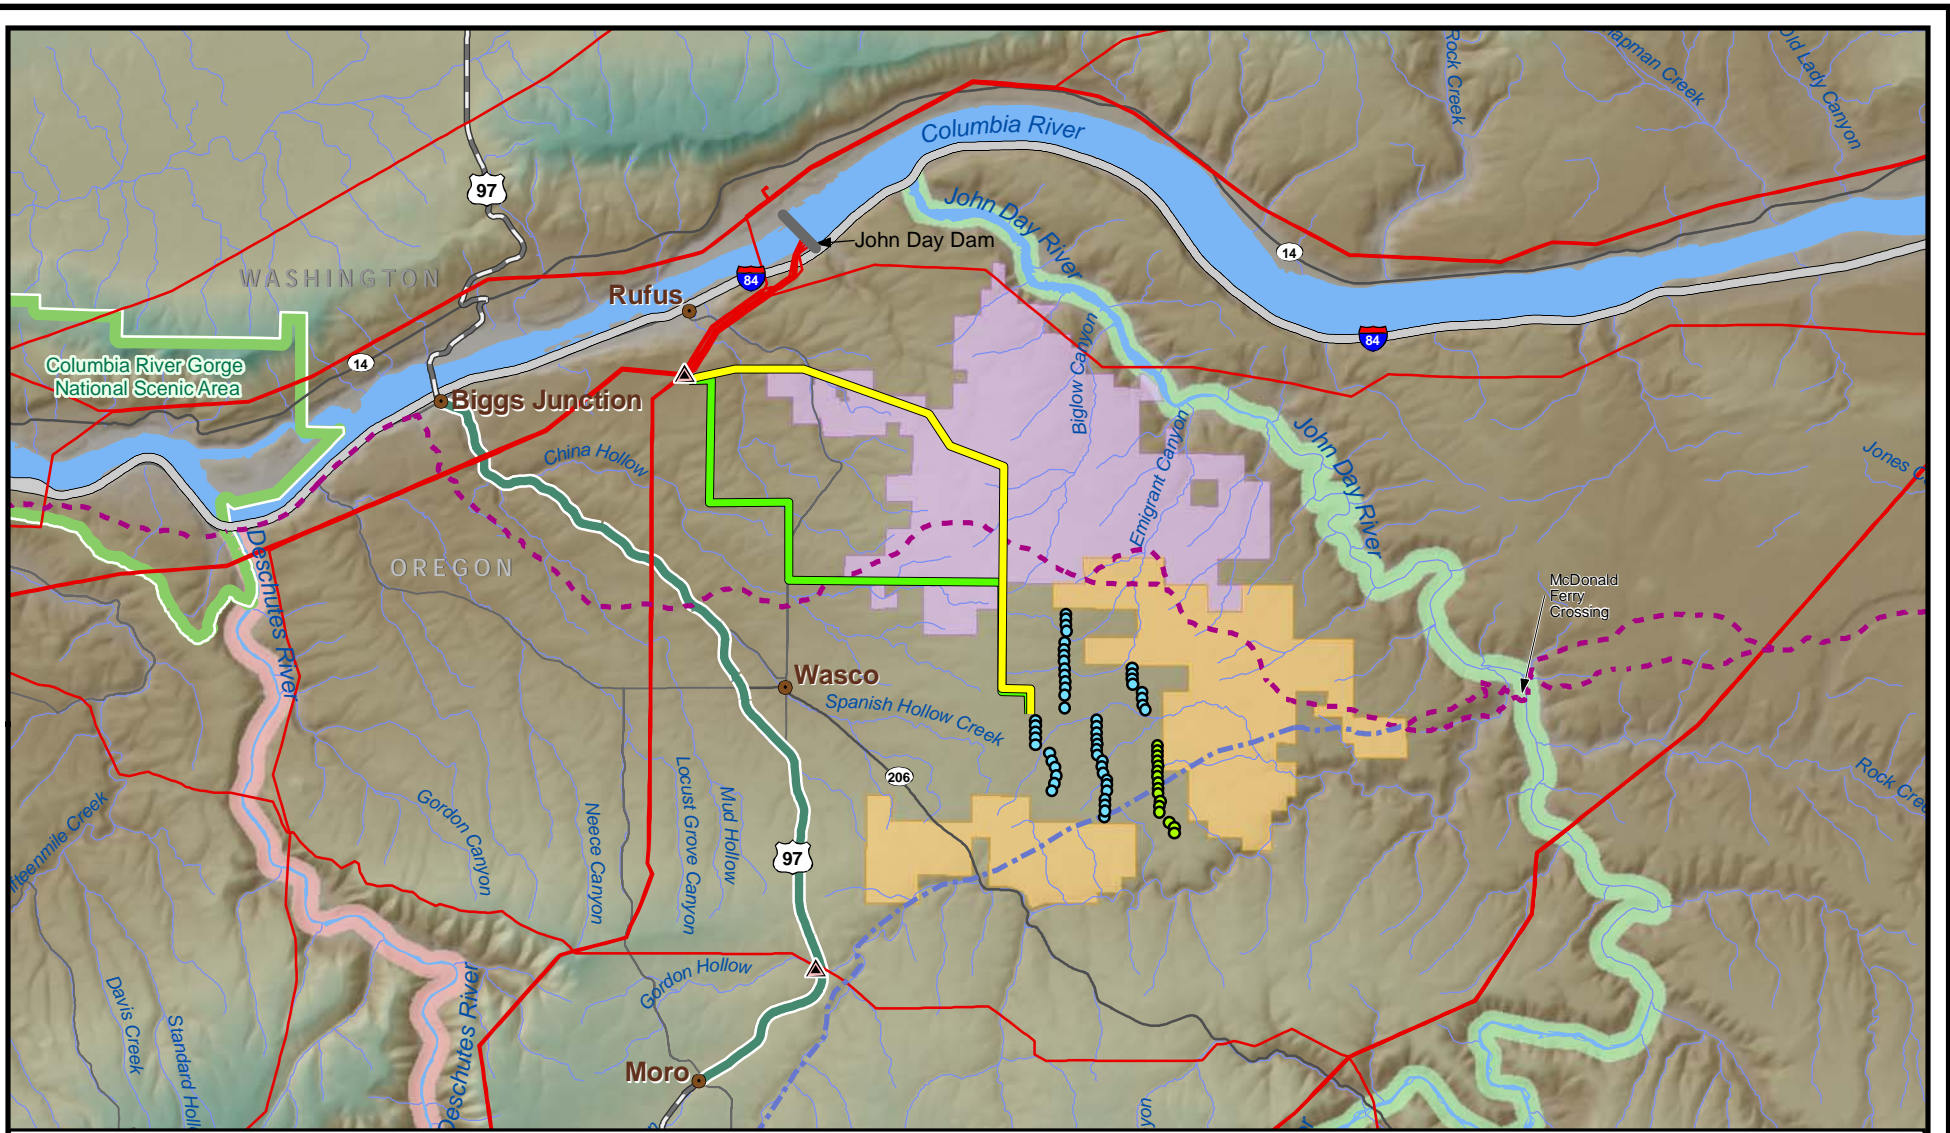 Rock Creek
Chapman Creek
Old Lady Canyon
Columbia River
97
John Day River
John Day Dam
14
WASHINGTON
84
Rufus
84
Columbia River Gorge
National Scenic Area
14
Biggs Junction
Biglow Canyon
China Hollow
Emigrant Canyon
John Day River
Jones
OREGON
Deschutes River
McDonald
Ferry
Crossing
Wasco
Spanish Hollow Creek
206
Rock Cre
Gordon Canyon
Neece Canyon
Locust Grove Canyon
Mud Hollow
97
Fifteenmile Creek
Gordon Hollow
Davis Creek
Standard Holl
Deschutes River
Moro
yon